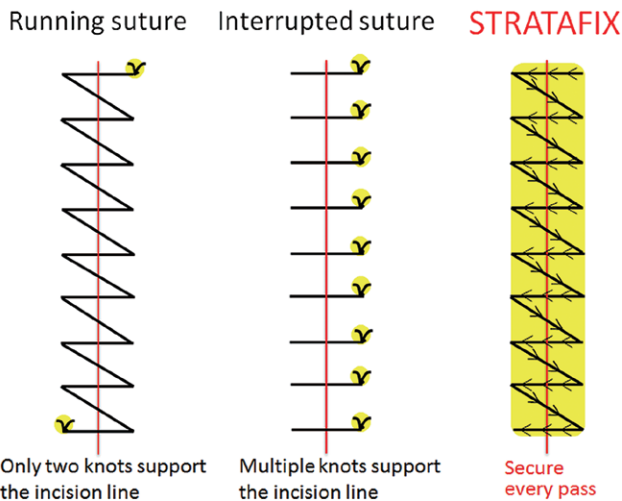 Running suture
Interrupted suture
STRATAFIX
Only two knots support
the incision line
Multiple knots support
the incision line
Secure
every pass